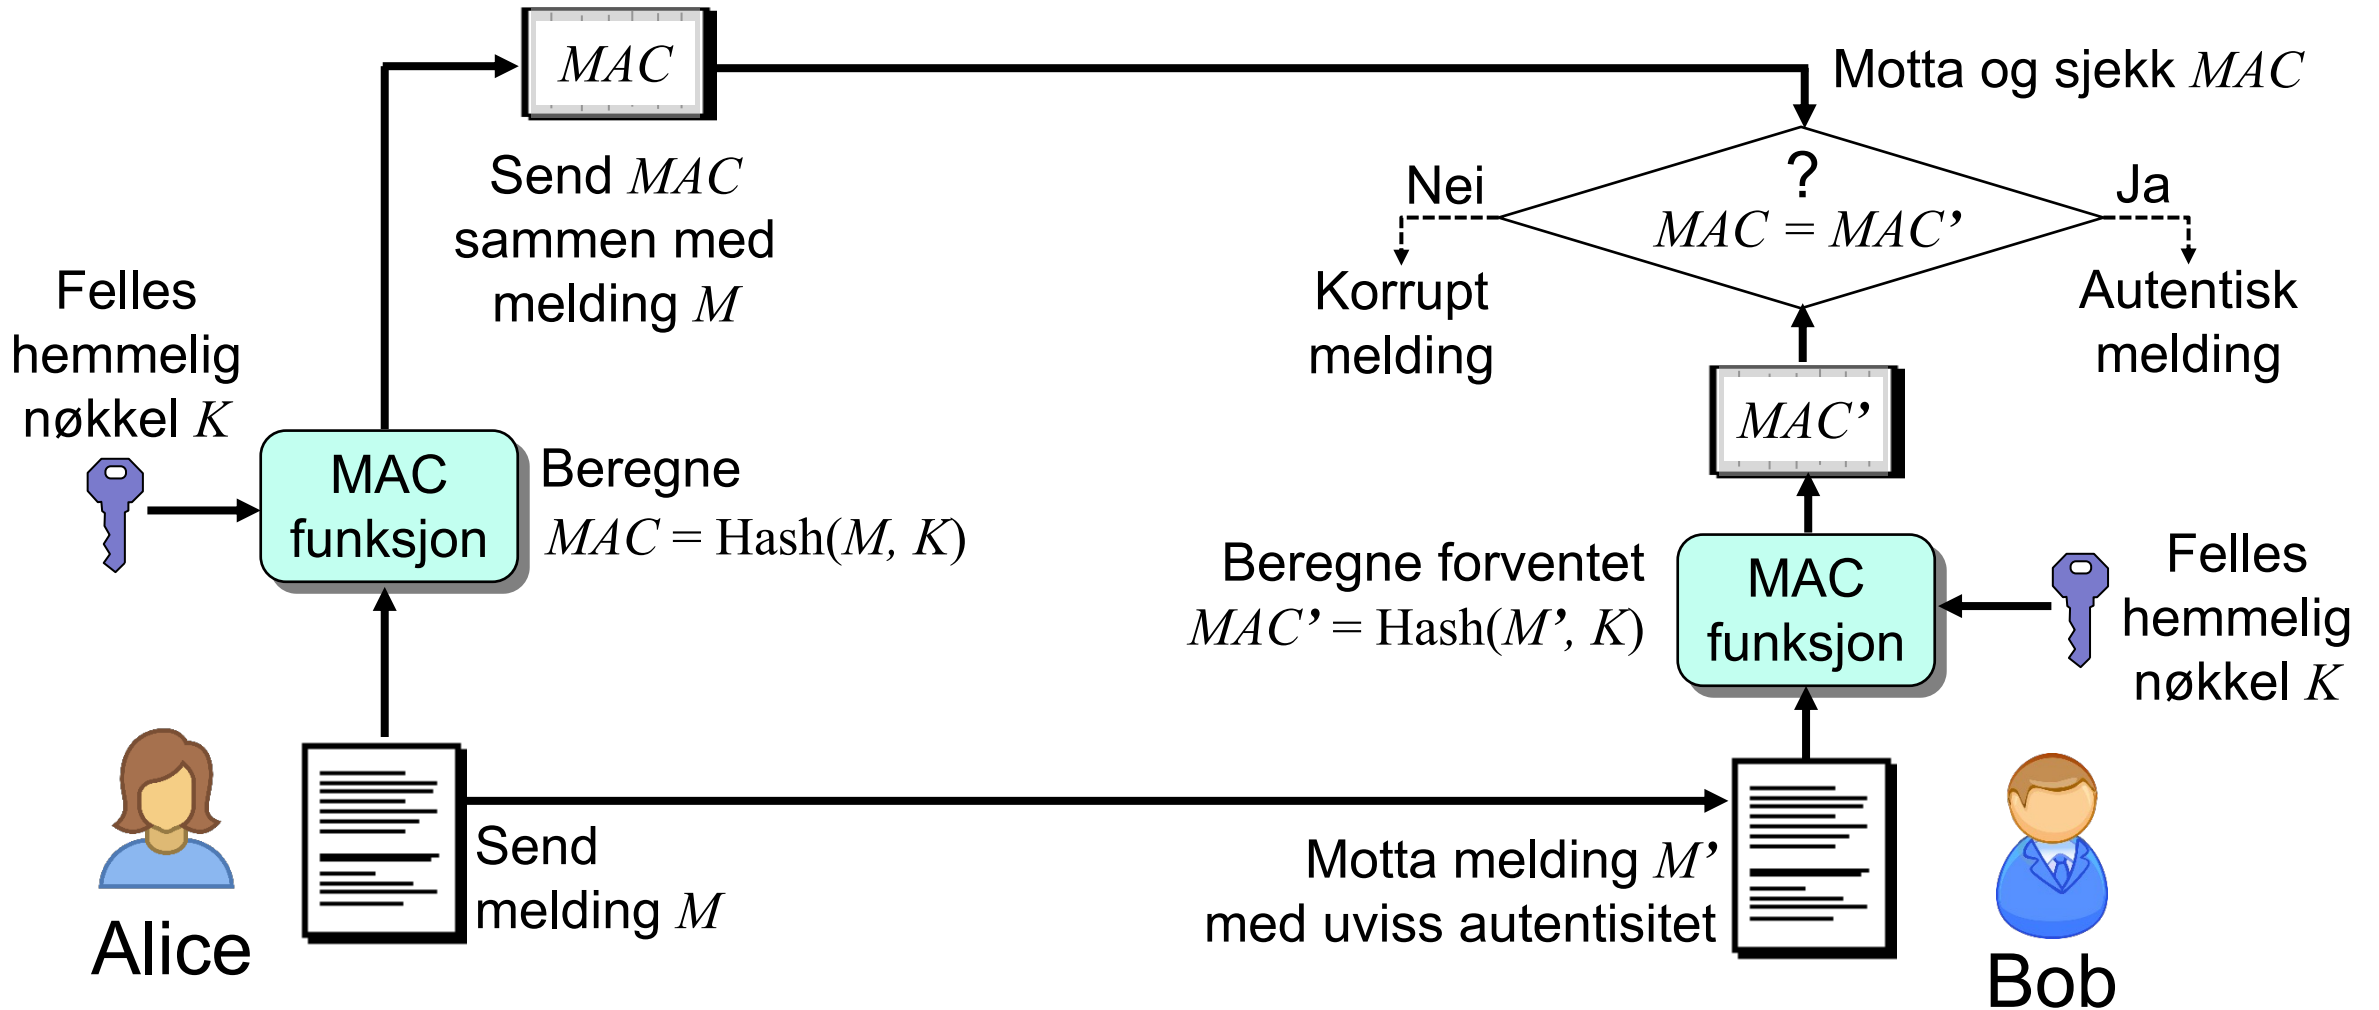 MAC
Send MAC
sammen med
melding M
Motta og sjekk MAC
?
MAC = MAC’
Nei
Ja
Korrupt
melding
Autentisk
melding
Felles
hemmelig
nøkkel K
MAC
funksjon
Beregne
MAC = Hash(M, K)
MAC’
Beregne forventet
MAC’ = Hash(M’, K)
MAC
funksjon
Felles
hemmelig
nøkkel K
Send
melding M
Motta melding M’
med uviss autentisitet
Alice
Bob